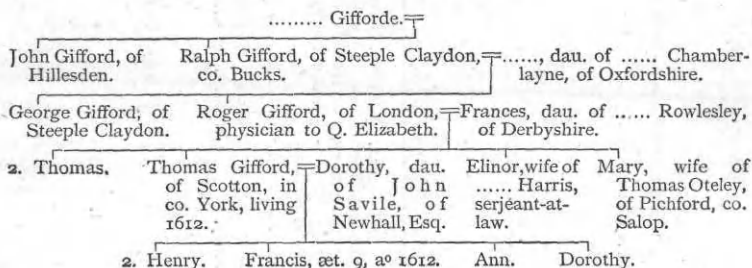 ......... Gifforde.
John Gifford, of Hillesden.
Ralph Gifford, of Steeple Claydon, co. Bucks.
......, dau. of ...... Chamber-
layne, of Oxfordshire.
George Gifford, of
Steeple Claydon.
Roger Gifford, of London,
physician to Q. Elizabeth.
Frances, dau. of ...... Rowlesley,
of Derbyshire.
2. Thomas.
Thomas Gifford,
of Scotton, in
co. York, living
1612.
Dorothy, dau.
of John
Savile, of
Newhall, Esq.
Elinor, wife of
...... Harris,
serjeant-at-
law.
Mary, wife of
Thomas Oteley,
of Pichford, co.
Salop.
2. Henry.
Francis, æt. 9, aº 1612.
Ann.
Dorothy.